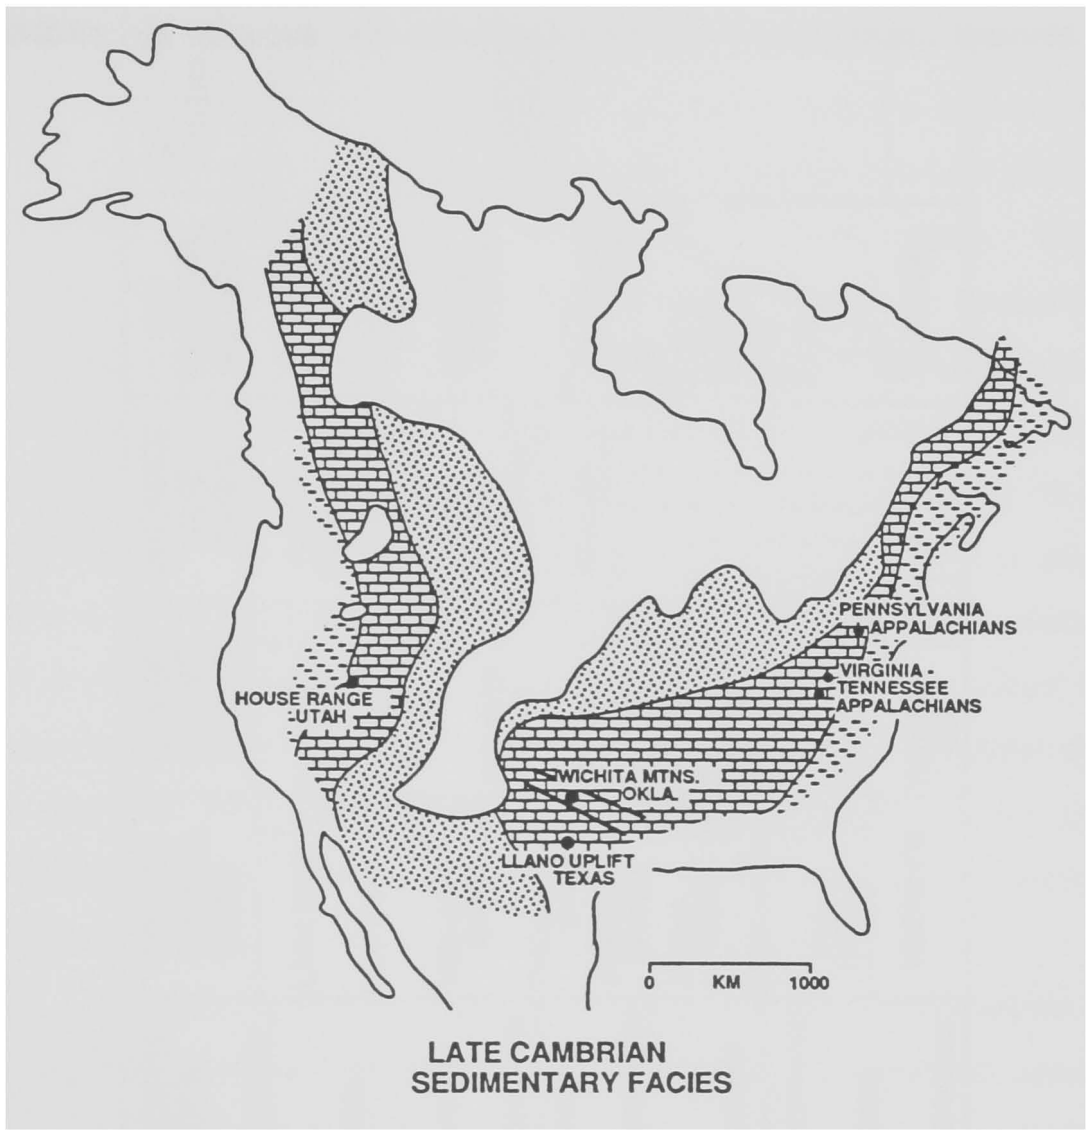 PENNSYLVANIA
APPALACHIANS
VIRGINIA -
TENNESSEE
APPALACHIANS
HOUSE RANGE
-UTAH
WICHITA MTNS.
OKLA.
LLANO UPLIFT
TEXAS
0 KM 1000
LATE CAMBRIAN
SEDIMENTARY FACIES